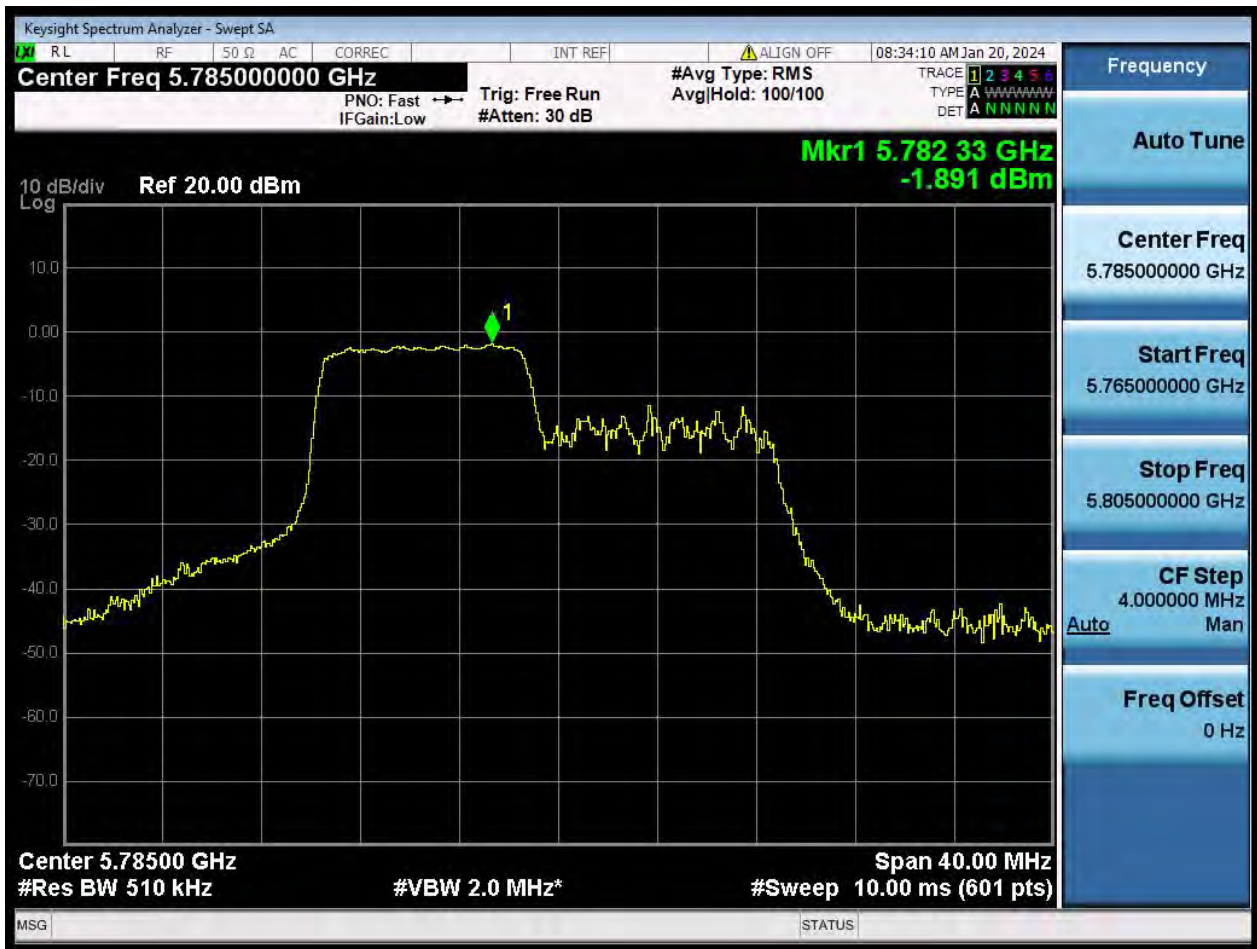 Keysight Spectrum Analyzer - Swept SA
LXI RL RF 50 Ω AC CORREC INT REF ALIGN OFF 08:34:10 AM Jan 20, 2024
Center Freq 5.785000000 GHz
PNO: Fast
IFGain:Low
Trig: Free Run
#Atten: 30 dB
#Avg Type: RMS
Avg|Hold: 100/100
TRACE 1 2 3 4 5 6
TYPE A WWWWW
DET A N N N N N
Mkr1 5.782 33 GHz
-1.891 dBm
10 dB/div Ref 20.00 dBm
Log
1
10.0
0.00
-10.0
-20.0
-30.0
-40.0
-50.0
-60.0
-70.0
Center 5.78500 GHz Span 40.00 MHz
#Res BW 510 kHz #VBW 2.0 MHz* #Sweep 10.00 ms (601 pts)
MSG STATUS
Frequency
Auto Tune
Center Freq
5.785000000 GHz
Start Freq
5.765000000 GHz
Stop Freq
5.805000000 GHz
CF Step
4.000000 MHz
Auto Man
Freq Offset
0 Hz